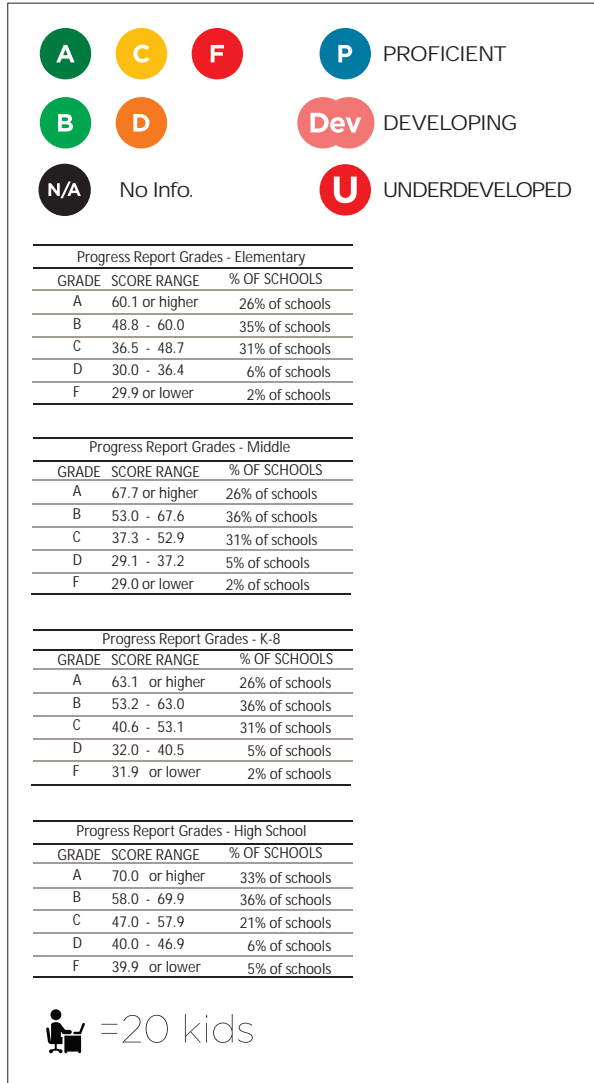 A C F P PROFICIENT
B D Dev DEVELOPING
N/A No Info. U UNDERDEVELOPED
Progress Report Grades - Elementary
GRADE SCORE RANGE % OF SCHOOLS
A 60.1 or higher 26% of schools
B 48.8 - 60.0 35% of schools
C 36.5 - 48.7 31% of schools
D 30.0 - 36.4 6% of schools
F 29.9 or lower 2% of schools
Progress Report Grades - Middle
GRADE SCORE RANGE % OF SCHOOLS
A 67.7 or higher 26% of schools
B 53.0 - 67.6 36% of schools
C 37.3 - 52.9 31% of schools
D 29.1 - 37.2 5% of schools
F 29.0 or lower 2% of schools
Progress Report Grades - K-8
GRADE SCORE RANGE % OF SCHOOLS
A 63.1 or higher 26% of schools
B 53.2 - 63.0 36% of schools
C 40.6 - 53.1 31% of schools
D 32.0 - 40.5 5% of schools
F 31.9 or lower 2% of schools
Progress Report Grades - High School
GRADE SCORE RANGE % OF SCHOOLS
A 70.0 or higher 33% of schools
B 58.0 - 69.9 36% of schools
C 47.0 - 57.9 21% of schools
D 40.0 - 46.9 6% of schools
F 39.9 or lower 5% of schools
=20 kids